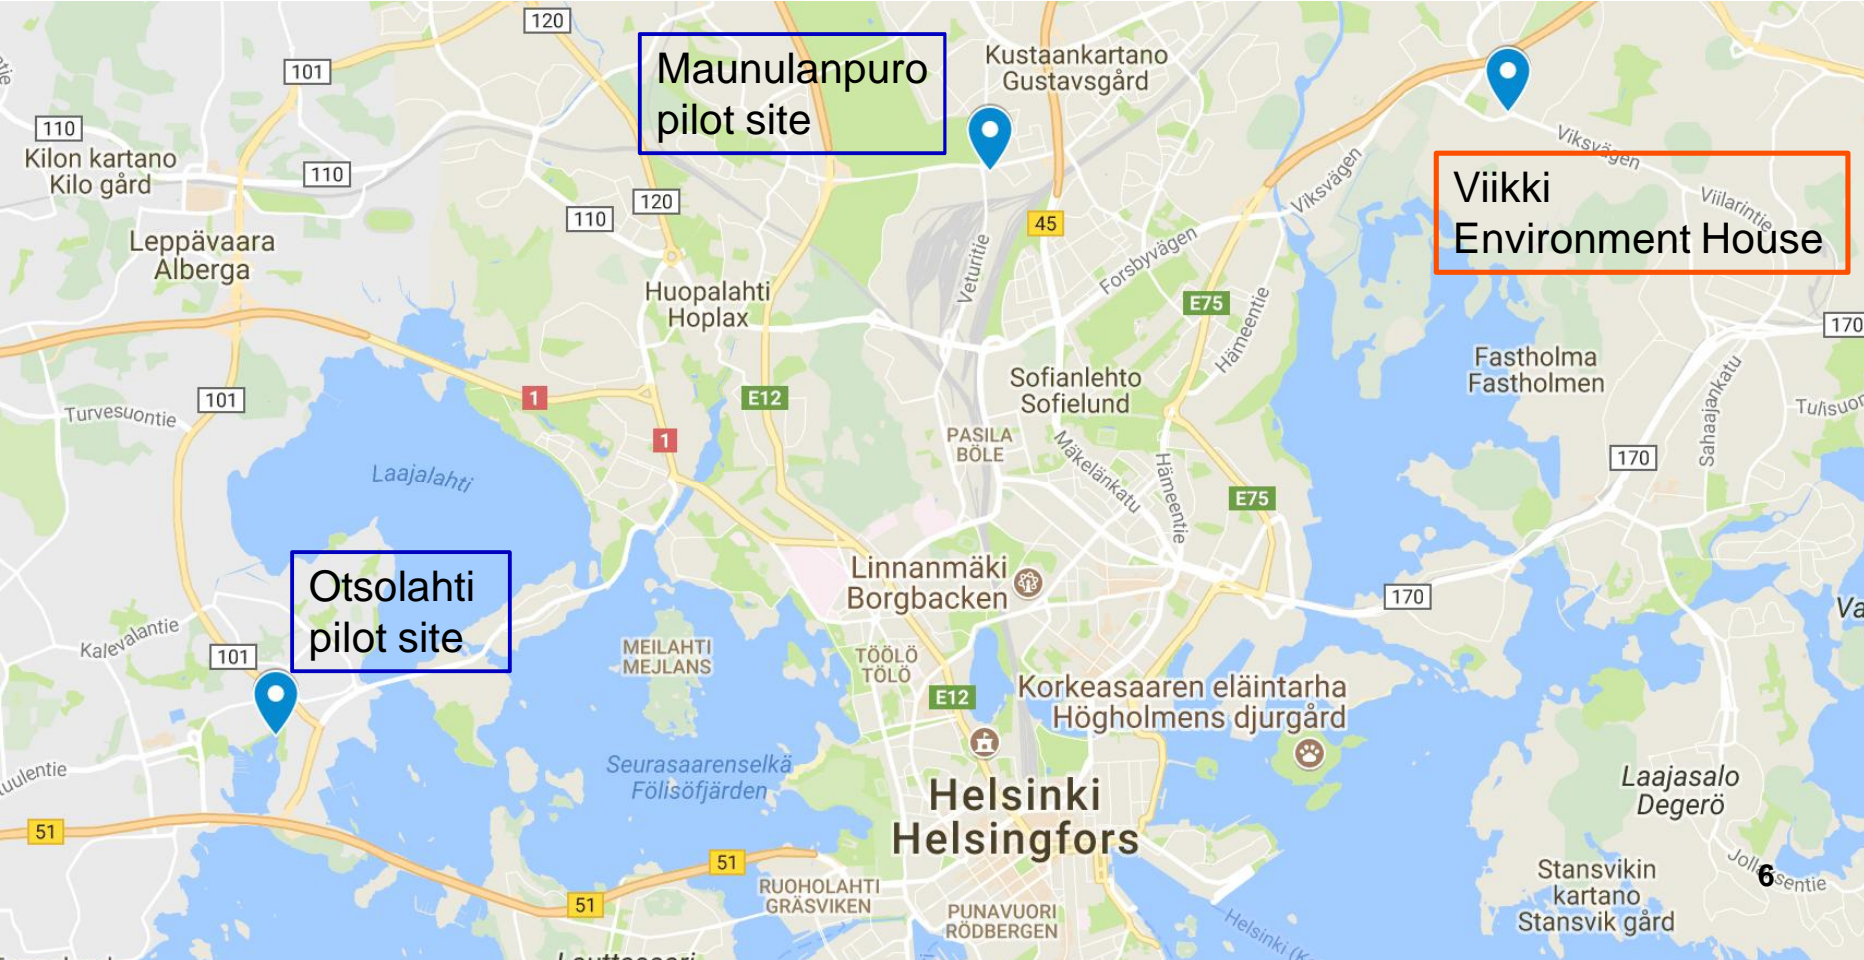 120
101
Maunulanpuro
pilot site
Kustaankartano
Gustavsgård
110
Kilon kartano
Kilo gård
110
Viksvägen
Viksvägen
Viikki
Environment House
Viilarintie
120
110
45
Leppävaara
Alberga
Veturitie
Forsbyvägen
Huopalahti
Hoplax
E75
Hämeentie
170
Fastholma
Fastholmen
Sofianlehto
Sofielund
1
E12
101
Turvesuontie
Sahaajankatu
1
PASILA
BÖLE
Mäkelänkatu
Hämeentie
170
Laajalahti
E75
Otsolahti
pilot site
Linnanmäki
Borgbacken
170
Kalevalantie
101
MEILAHTI
MEJLANS
TÖÖLÖ
TÖLÖ
E12
Korkeasaaren eläintarha
Högholmens djurgård
Seurasaarenselkä
Fölisöfjärden
Helsinki
Helsingfors
Laajasalo
Degerö
51
51
RUOHOLAHTI
GRÄSVIKEN
51
PUNAVUORI
RÖDBERGEN
Helsinki
Stansvikin
kartano
Stansvik gård
6